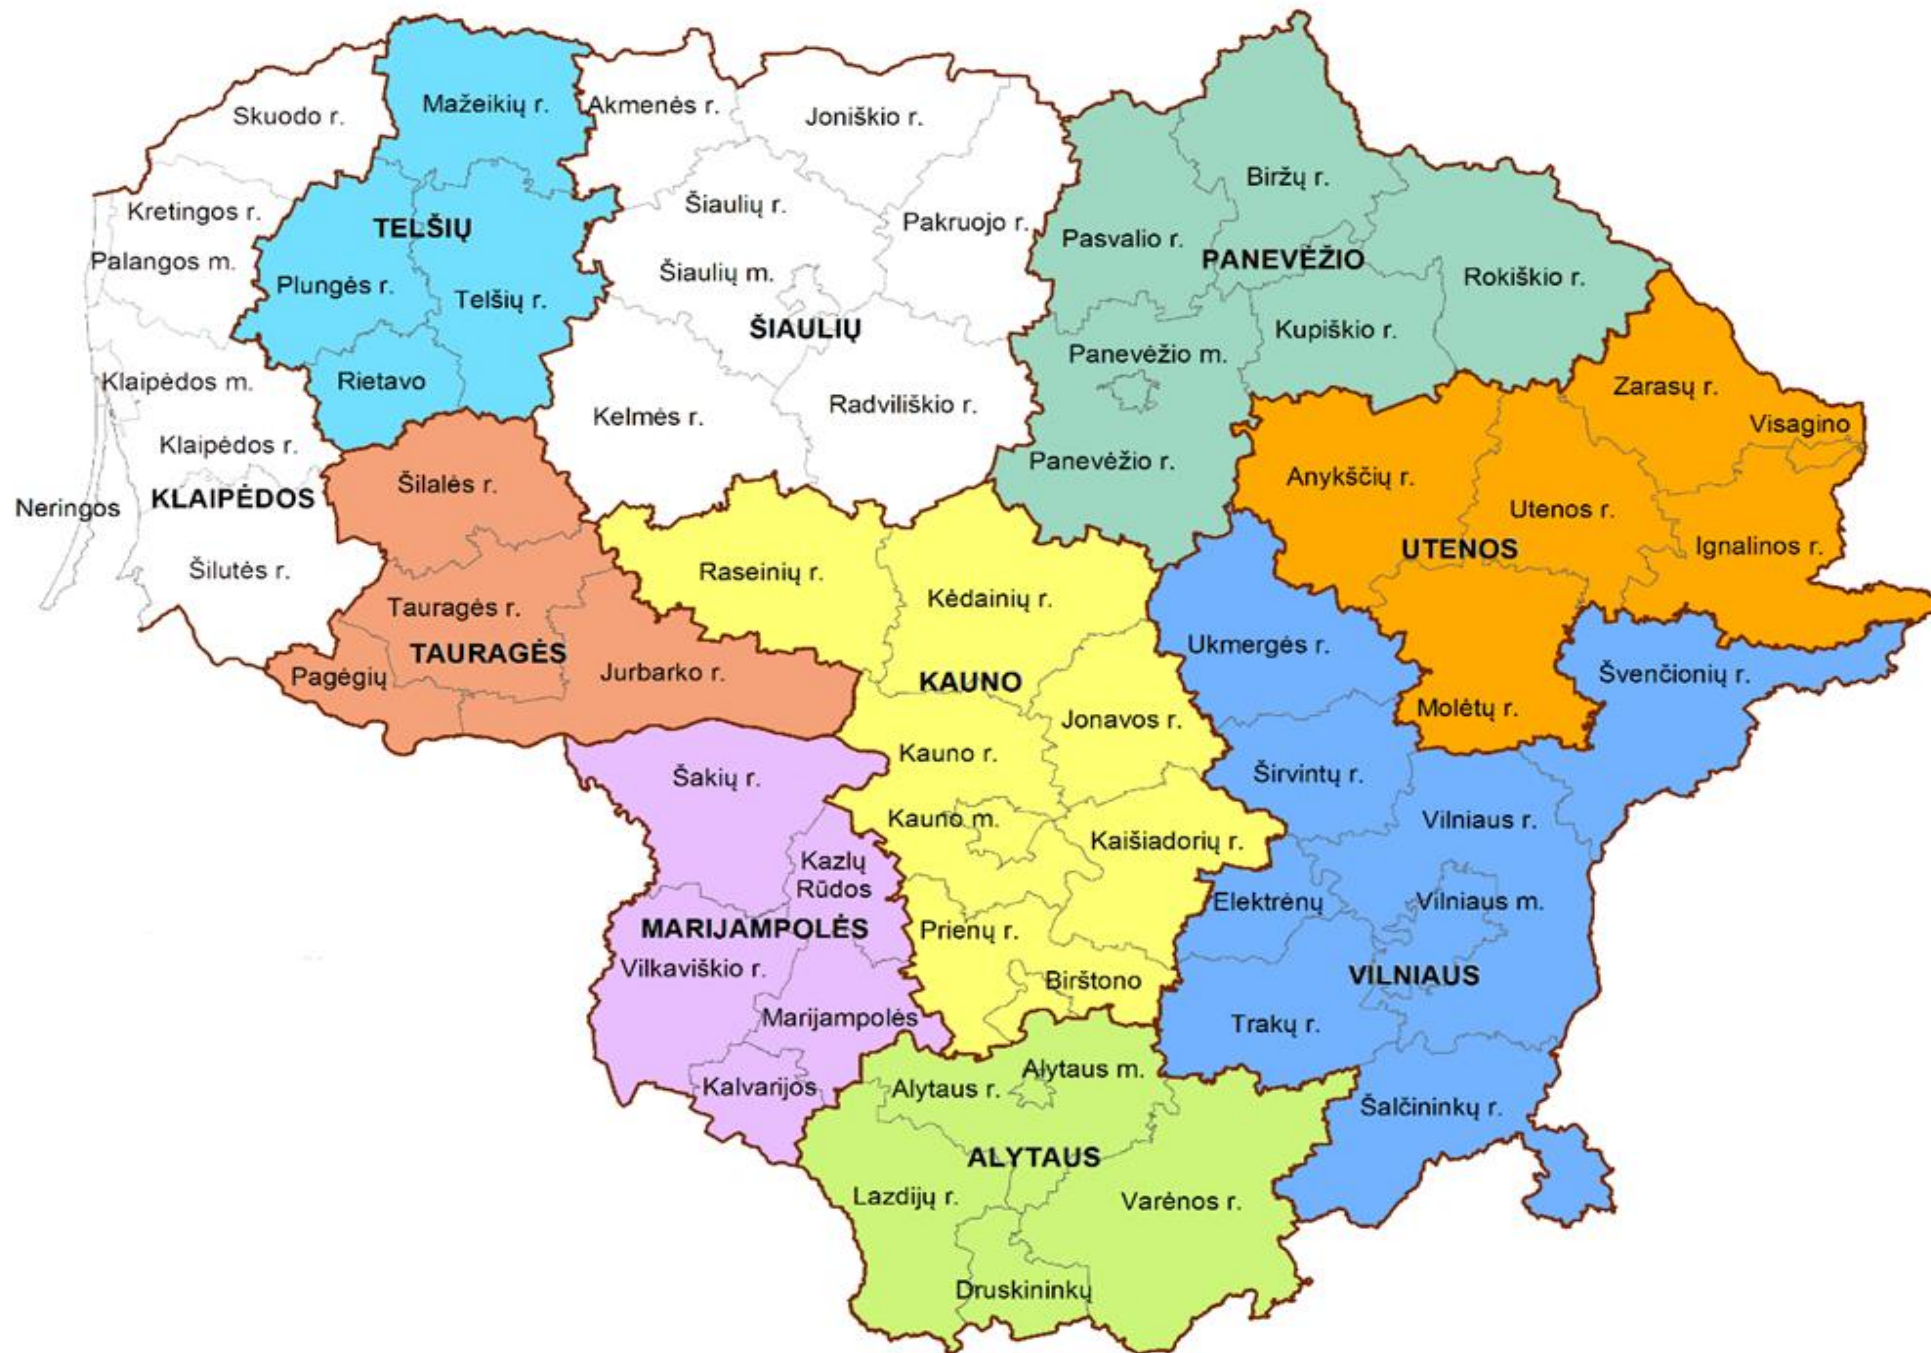 Skuodo r.
Mažeikių r.
Akmenės r.
Joniškio r.
Kretingos r.
Palangos m.
TELŠIŲ
Plungės r.
Telšių r.
Rietavo
Šiaulių r.
Šiaulių m.
Pakruojo r.
ŠIAULIŲ
Kelmės r.
Radviliškio r.
Biržų r.
Pasvalio r.
PANEVĖŽIO
Rokiškio r.
Kupiškio r.
Panevėžio m.
Panevėžio r.
Klaipėdos m.
Klaipėdos r.
KLAIPĖDOS
Neringos
Šilutės r.
Šilalės r.
Tauragės r.
TAURAGĖS
Pagėgių
Jurbarko r.
Zarasų r.
Visagino
Anykščių r.
Utenos r.
UTENOS
Ignalinos r.
Molėtų r.
Raseinių r.
Kėdainių r.
KAUNO
Jonavos r.
Kauno r.
Kauno m.
Kaišiadorių r.
Prienų r.
Birštono
Ukmergės r.
Švenčionių r.
Širvintų r.
Vilniaus r.
Elektrėnų
Vilniaus m.
VILNIAUS
Trakų r.
Šalčininkų r.
Šakių r.
Kazlų
Rūdos
MARIJAMPOLĖS
Vilkaviškio r.
Marijampolės
Kalvarijos
Alytaus r.
Alytaus m.
ALYTAUS
Lazdijų r.
Varėnos r.
Druskininkų